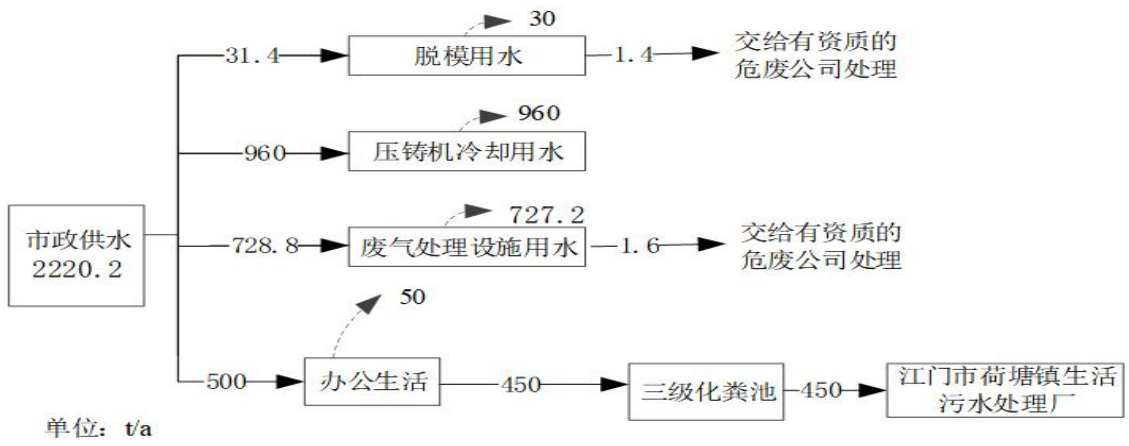 30
31.4
脱模用水
1.4
交给有资质的
危废公司处理
960
960
压铸机冷却用水
市政供水
2220.2
727.2
728.8
废气处理设施用水
1.6
交给有资质的
危废公司处理
50
500
办公生活
450
三级化粪池
450
江门市荷塘镇生活
污水处理厂
单位：t/a